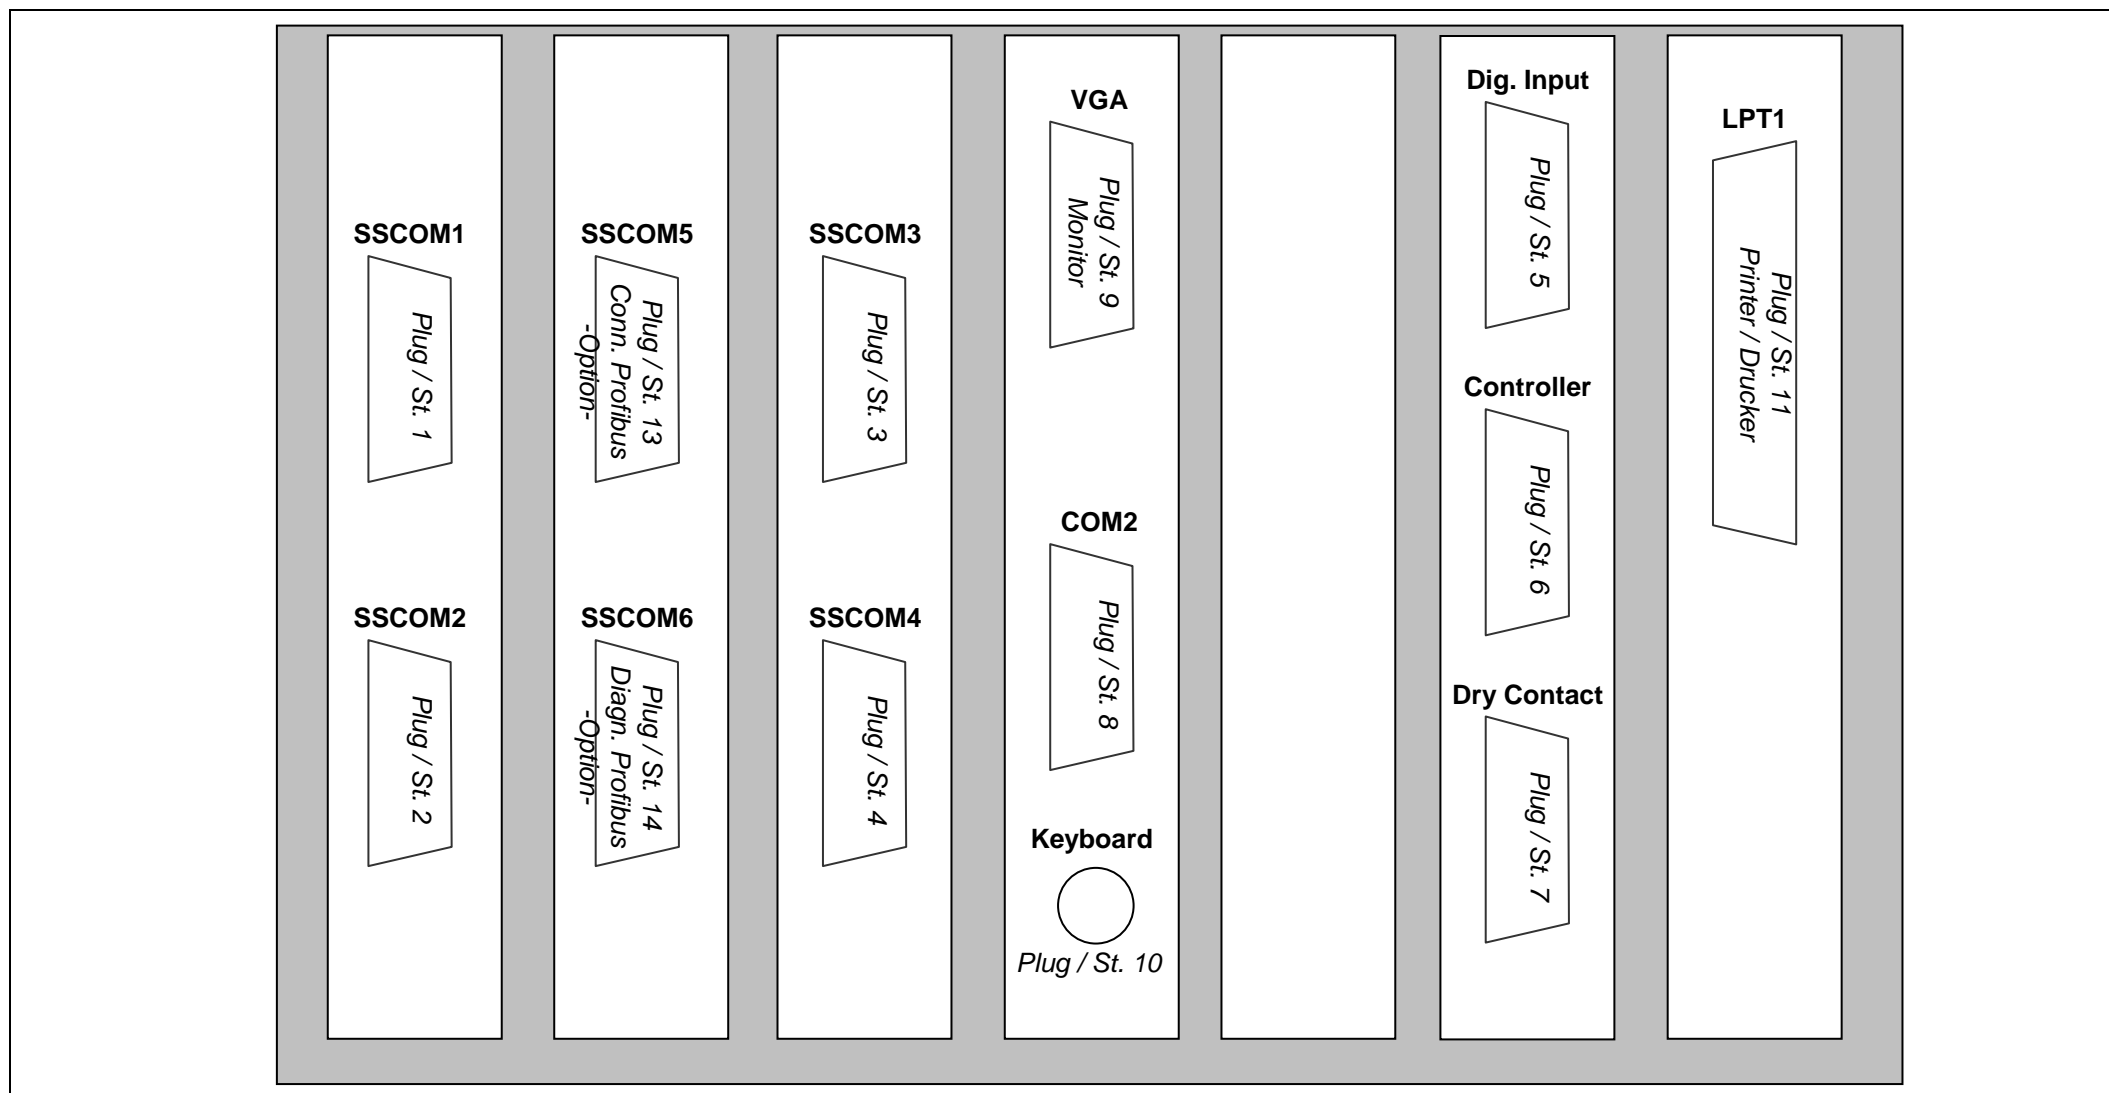 SSCOM1
Plug / St. 1
SSCOM2
Plug / St. 2
SSCOM5
Plug / St. 13
Conn. Profibus
-Option-
SSCOM6
Plug / St. 14
Diagn. Profibus
-Option-
SSCOM3
Plug / St. 3
SSCOM4
Plug / St. 4
VGA
Plug / St. 9
Monitor
COM2
Plug / St. 8
Keyboard
Plug / St. 10
Dig. Input
Plug / St. 5
Controller
Plug / St. 6
Dry Contact
Plug / St. 7
LPT1
Plug / St. 11
Printer / Drucker